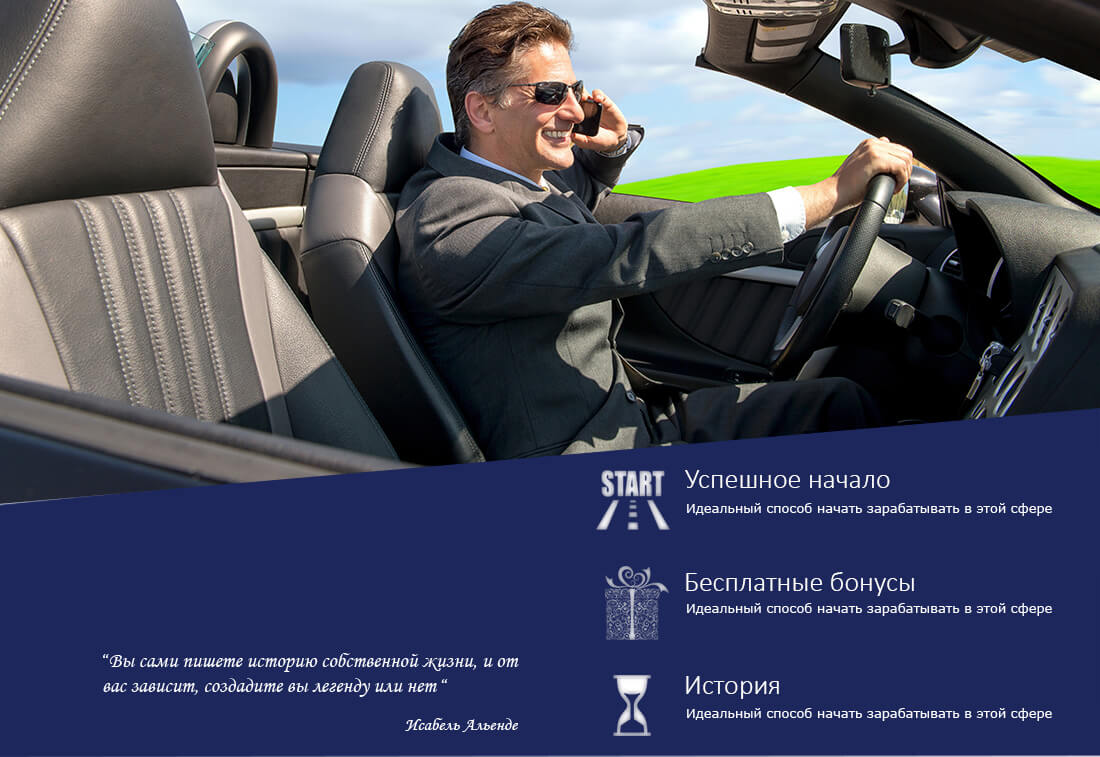 START
Успешное начало
Идеальный способ начать зарабатывать в этой сфере
Бесплатные бонусы
Идеальный способ начать зарабатывать в этой сфере
История
Идеальный способ начать зарабатывать в этой сфере
“Вы сами пишете историю собственной жизни, и от
вас зависит, создадите вы легенду или нет “
Исабель Альенде